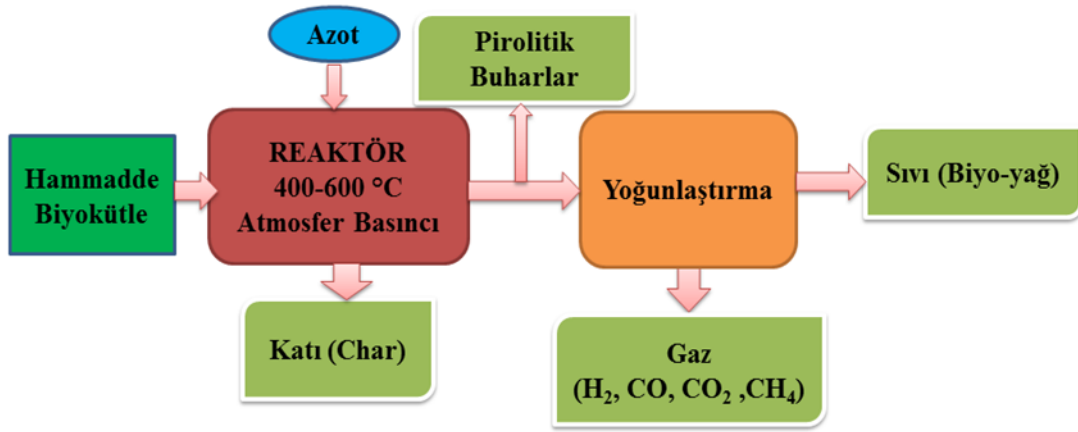 Azot
Pirolitik
Buharlar
Hammadde
Biyokütle
REAKTÖR
400-600 °C
Atmosfer Basıncı
Yoğunlaştırma
Sıvı (Biyo-yağ)
Katı (Char)
Gaz
(H₂, CO, CO₂ ,CH₄)